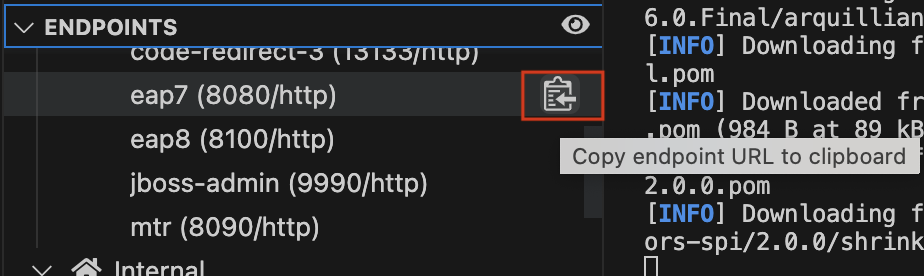 ENDPOINTS
code-redirect-3 (13133/http)
eap7 (8080/http)
eap8 (8100/http)
jboss-admin (9990/http)
mtr (8090/http)
Internal
Copy endpoint URL to clipboard
6.0.Final/arquillian
[INFO] Downloading f
l.pom
[INFO] Downloaded fr
.pom (984 B at 89 kB
2.0.0.pom
[INFO] Downloading f
ors-spi/2.0.0/shrink